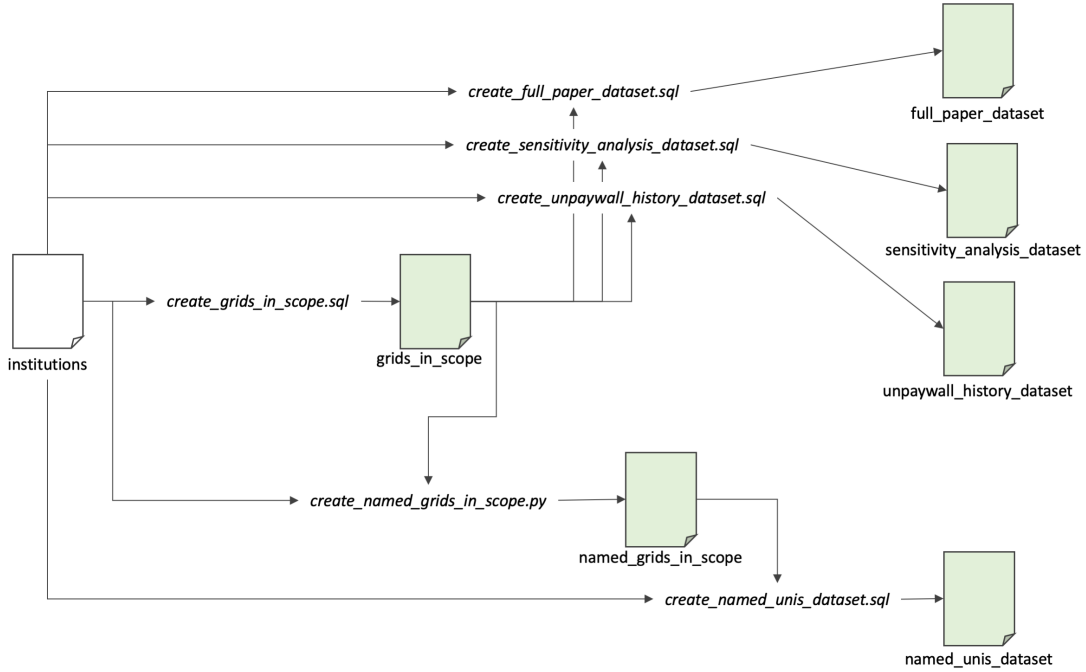 create_full_paper_dataset.sql
full_paper_dataset
create_sensitivity_analysis_dataset.sql
create_unpaywall_history_dataset.sql
sensitivity_analysis_dataset
create_grids_in_scope.sql
institutions
grids_in_scope
unpaywall_history_dataset
create_named_grids_in_scope.py
named_grids_in_scope
create_named_unis_dataset.sql
named_unis_dataset